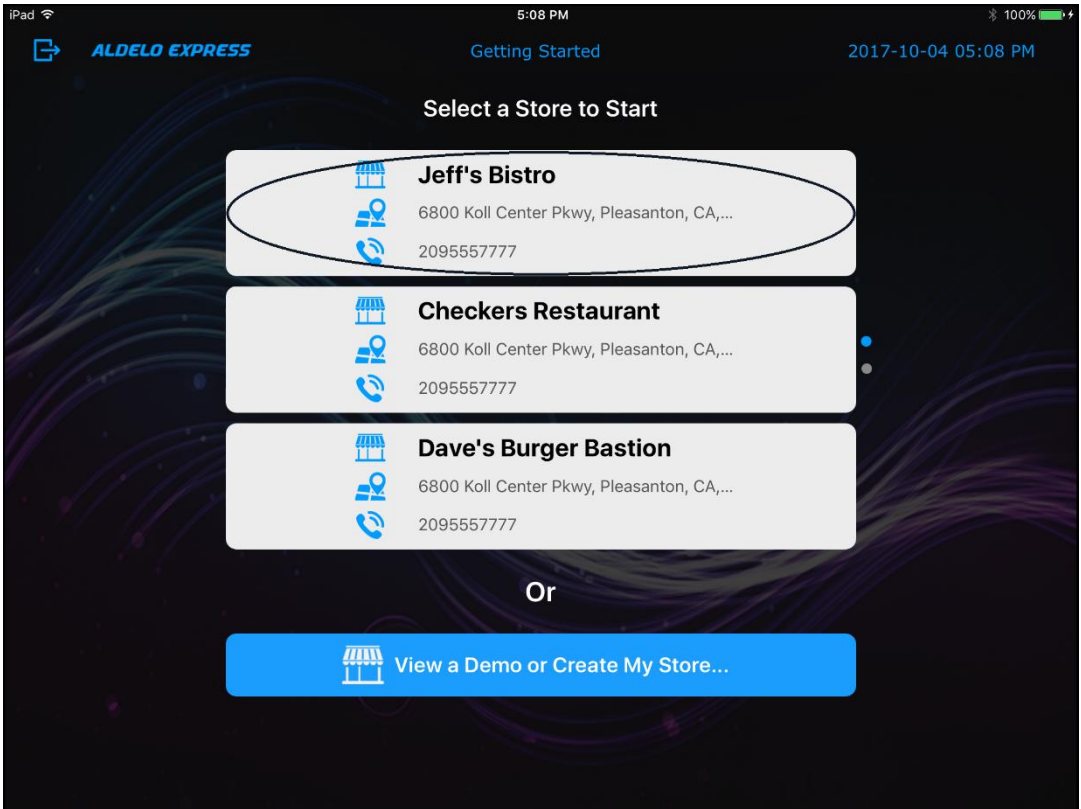 iPad 5:08 PM 100%
ALDELO EXPRESS Getting Started 2017-10-04 05:08 PM
Select a Store to Start
Jeff's Bistro
6800 Koll Center Pkwy, Pleasanton, CA,...
2095557777
Checkers Restaurant
6800 Koll Center Pkwy, Pleasanton, CA,...
2095557777
Dave's Burger Bastion
6800 Koll Center Pkwy, Pleasanton, CA,...
2095557777
Or
View a Demo or Create My Store...